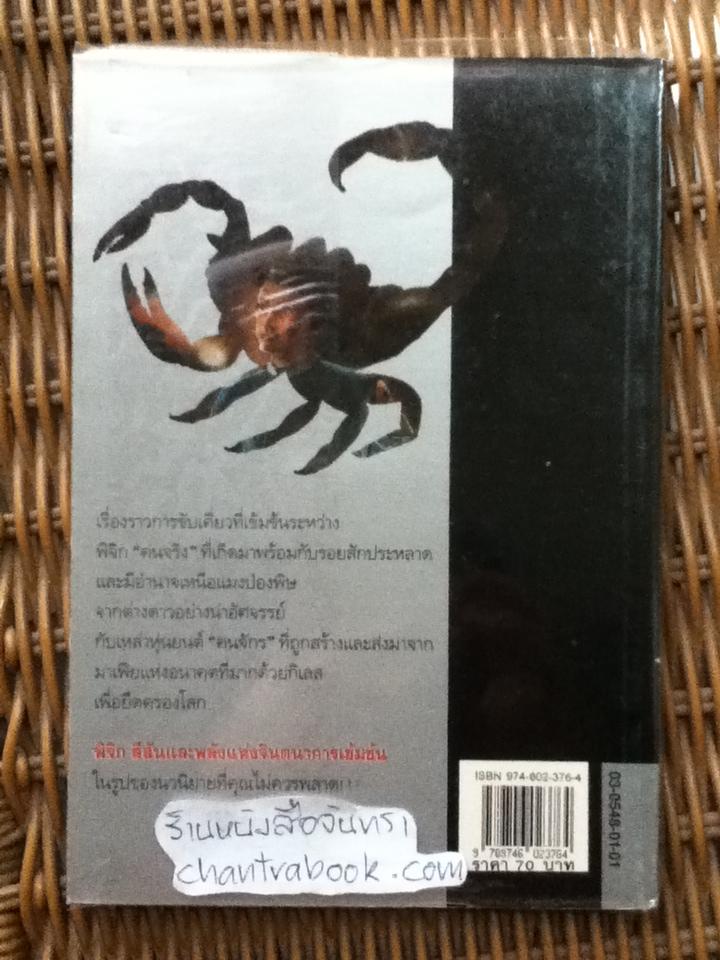 เรื่องราวการขับเคี่ยวที่เข้มข้นระหว่าง
พิจิก "คนจริง" ที่เกิดมาพร้อมกับรอยสักประหลาด
และมีอำนาจเหนือแมงป่องพิษ
จากต่างดาวอย่างน่าอัศจรรย์
กับเหล่าหุ่นยนต์ "คนจักร" ที่ถูกสร้างและส่งมาจาก
มาเฟียแห่งอนาคตที่มากด้วยกิเลส
เพื่อยึดครองโลก
พิจิก สีสันและพลังแห่งจินตนาการเข้มข้น
ในรูปของนวนิยายที่คุณไม่ควรพลาด!!
ร้านหนังสือจันทรา
chantrabook.com
ISBN 974-602-376-4
9 789746 023764
ราคา 70 บาท
03-0548-01-01